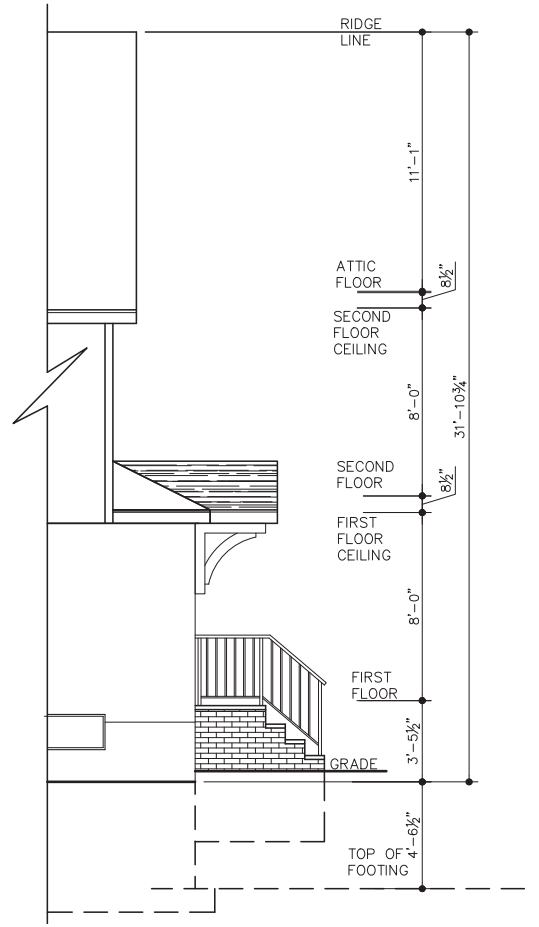 RIDGE
LINE
11'-1"
ATTIC
FLOOR
8½"
SECOND
FLOOR
CEILING
8'-0"
31'-10¾"
SECOND
FLOOR
8½"
FIRST
FLOOR
CEILING
8'-0"
FIRST
FLOOR
3'-5½"
GRADE
4'-6½"
TOP OF
FOOTING